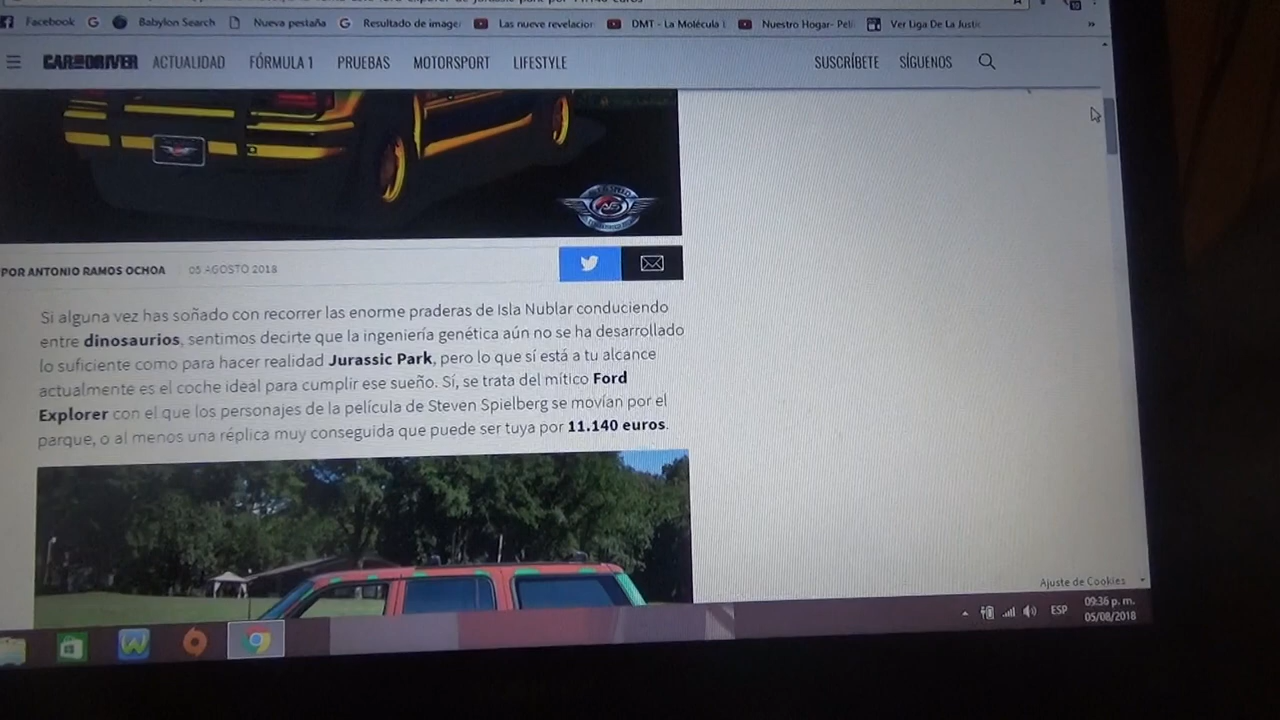 Facebook Babylon Search Nueva pestaña Resultado de image Las nueve revelacion DMT - La Molécula Nuestro Hogar- Pel Ver Liga De La Justic »
CAR AND DRIVER ACTUALIDAD FÓRMULA 1 PRUEBAS MOTORSPORT LIFESTYLE SUSCRÍBETE SÍGUENOS
POR ANTONIO RAMOS OCHOA 05 AGOSTO 2018
Si alguna vez has soñado con recorrer las enorme praderas de Isla Nublar conduciendo
entre dinosaurios, sentimos decirte que la ingeniería genética aún no se ha desarrollado
lo suficiente como para hacer realidad Jurassic Park, pero lo que sí está a tu alcance
actualmente es el coche ideal para cumplir ese sueño. Sí, se trata del mítico Ford
Explorer con el que los personajes de la película de Steven Spielberg se movían por el
parque, o al menos una réplica muy conseguida que puede ser tuya por 11.140 euros.
Ajuste de Cookies
ESP 09:36 p. m.
05/08/2018